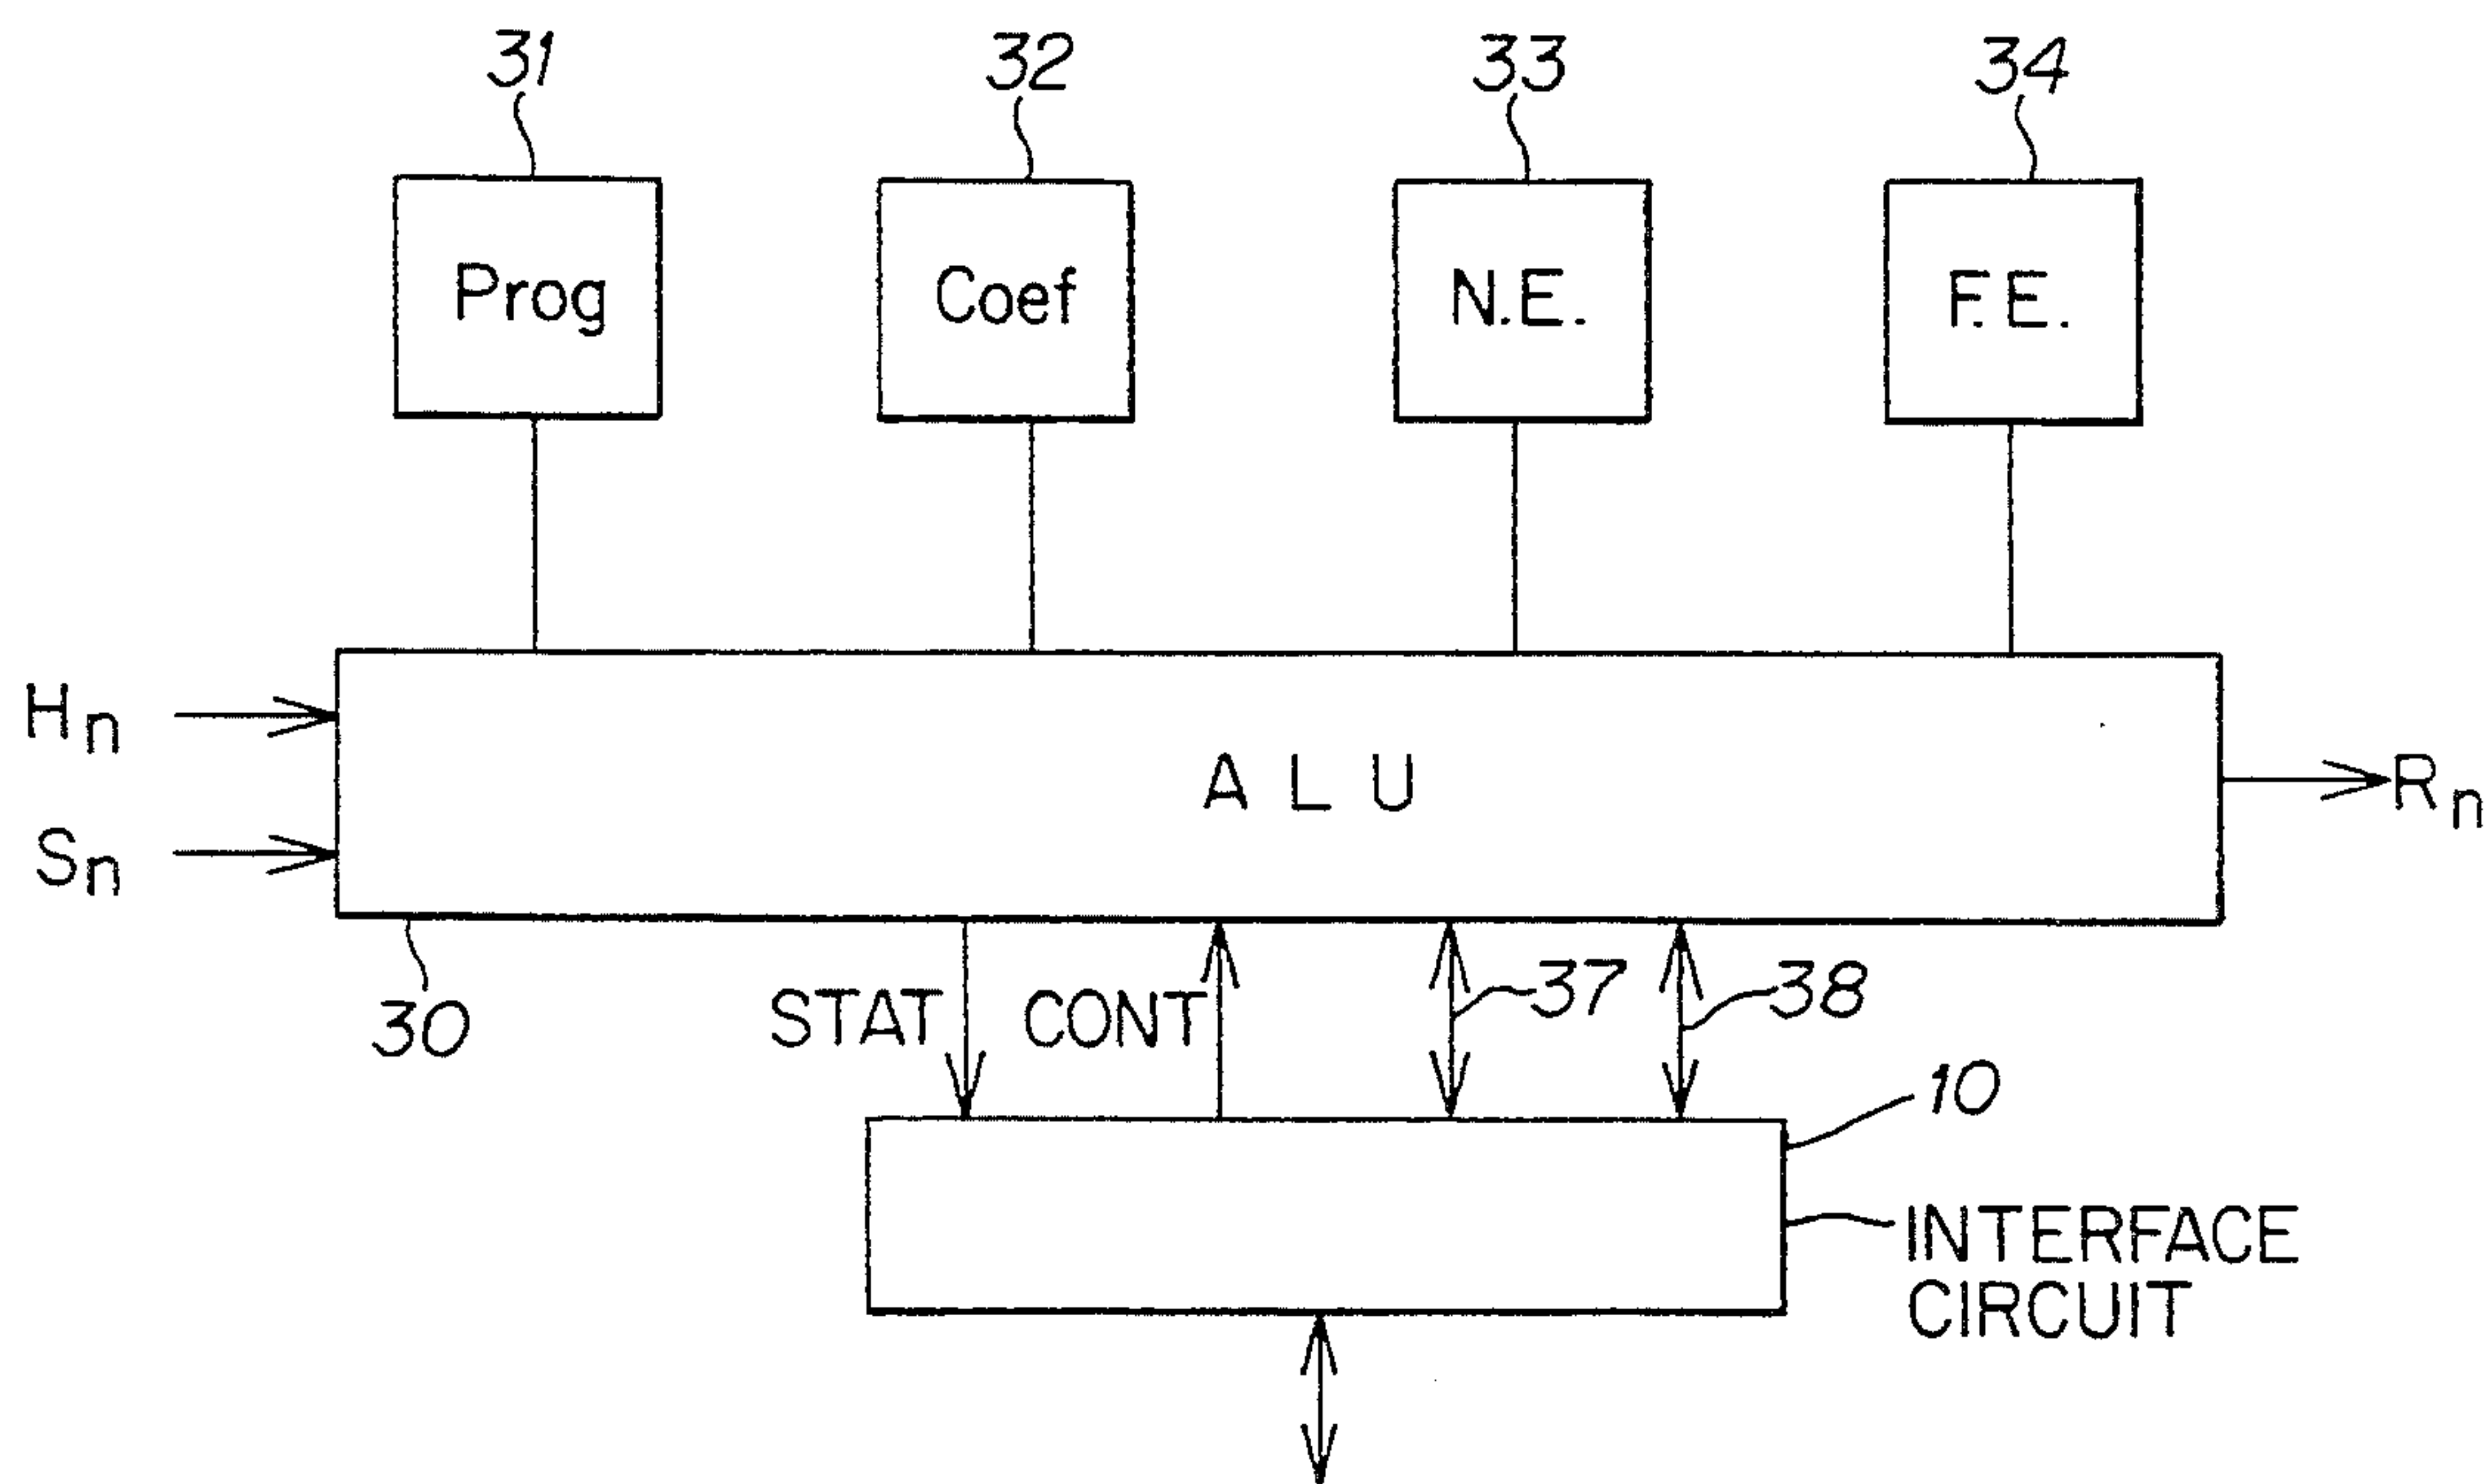 31 32 33 34
Prog Coef N.E. F.E.
Hn
ALU
Rn
Sn
30
STAT CONT 37 38
10
INTERFACE
CIRCUIT